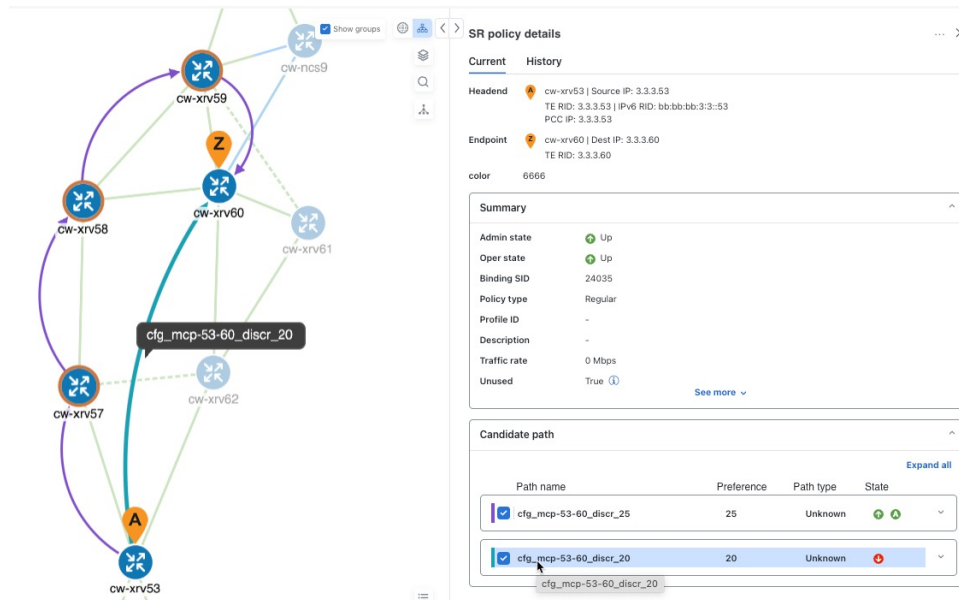 Show groups
cw-ncs9
cw-xrv59
Z
cw-xrv60
cw-xrv58
cw-xrv61
cfg_mcp-53-60_discr_20
cw-xrv62
cw-xrv57
A
cw-xrv53
SR policy details
Current History
Headend A cw-xrv53 | Source IP: 3.3.3.53
TE RID: 3.3.3.53 | IPv6 RID: bb:bb:bb:3:3::53
PCC IP: 3.3.3.53
Endpoint Z cw-xrv60 | Dest IP: 3.3.3.60
TE RID: 3.3.3.60
color 6666
Summary
Admin state Up
Oper state Up
Binding SID 24035
Policy type Regular
Profile ID -
Description -
Traffic rate 0 Mbps
Unused True
See more
Candidate path
Expand all
Path name Preference Path type State
cfg_mcp-53-60_discr_25 25 Unknown A
cfg_mcp-53-60_discr_20 20 Unknown
cfg_mcp-53-60_discr_20